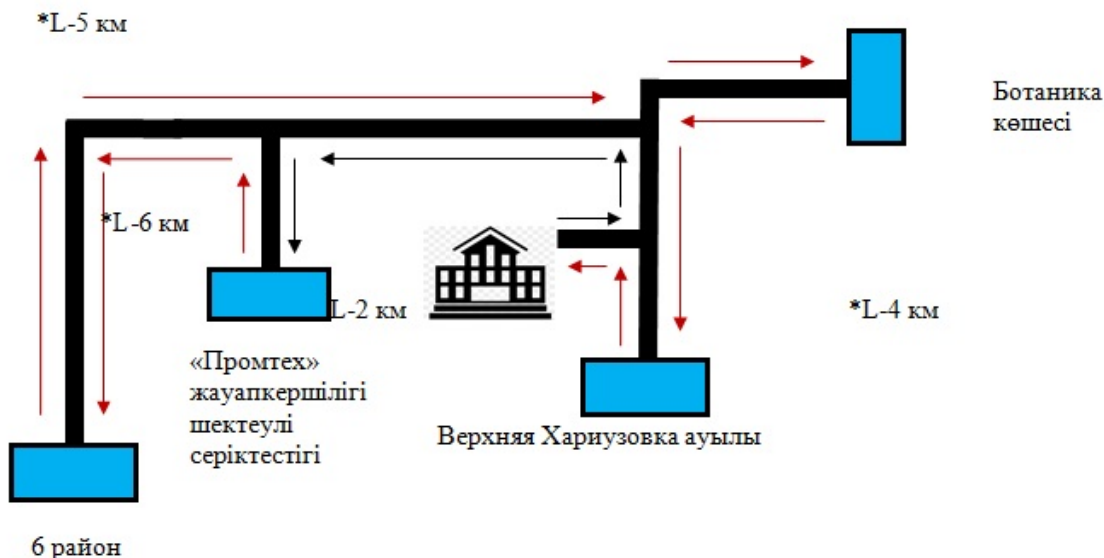 *L-5 км
Ботаника
көшесі
*L-6 км
L-2 км
*L-4 км
«Промтех»
жауапкершілігі
шектеулі
серіктестігі
Верхняя Хариузовка ауылы
6 район